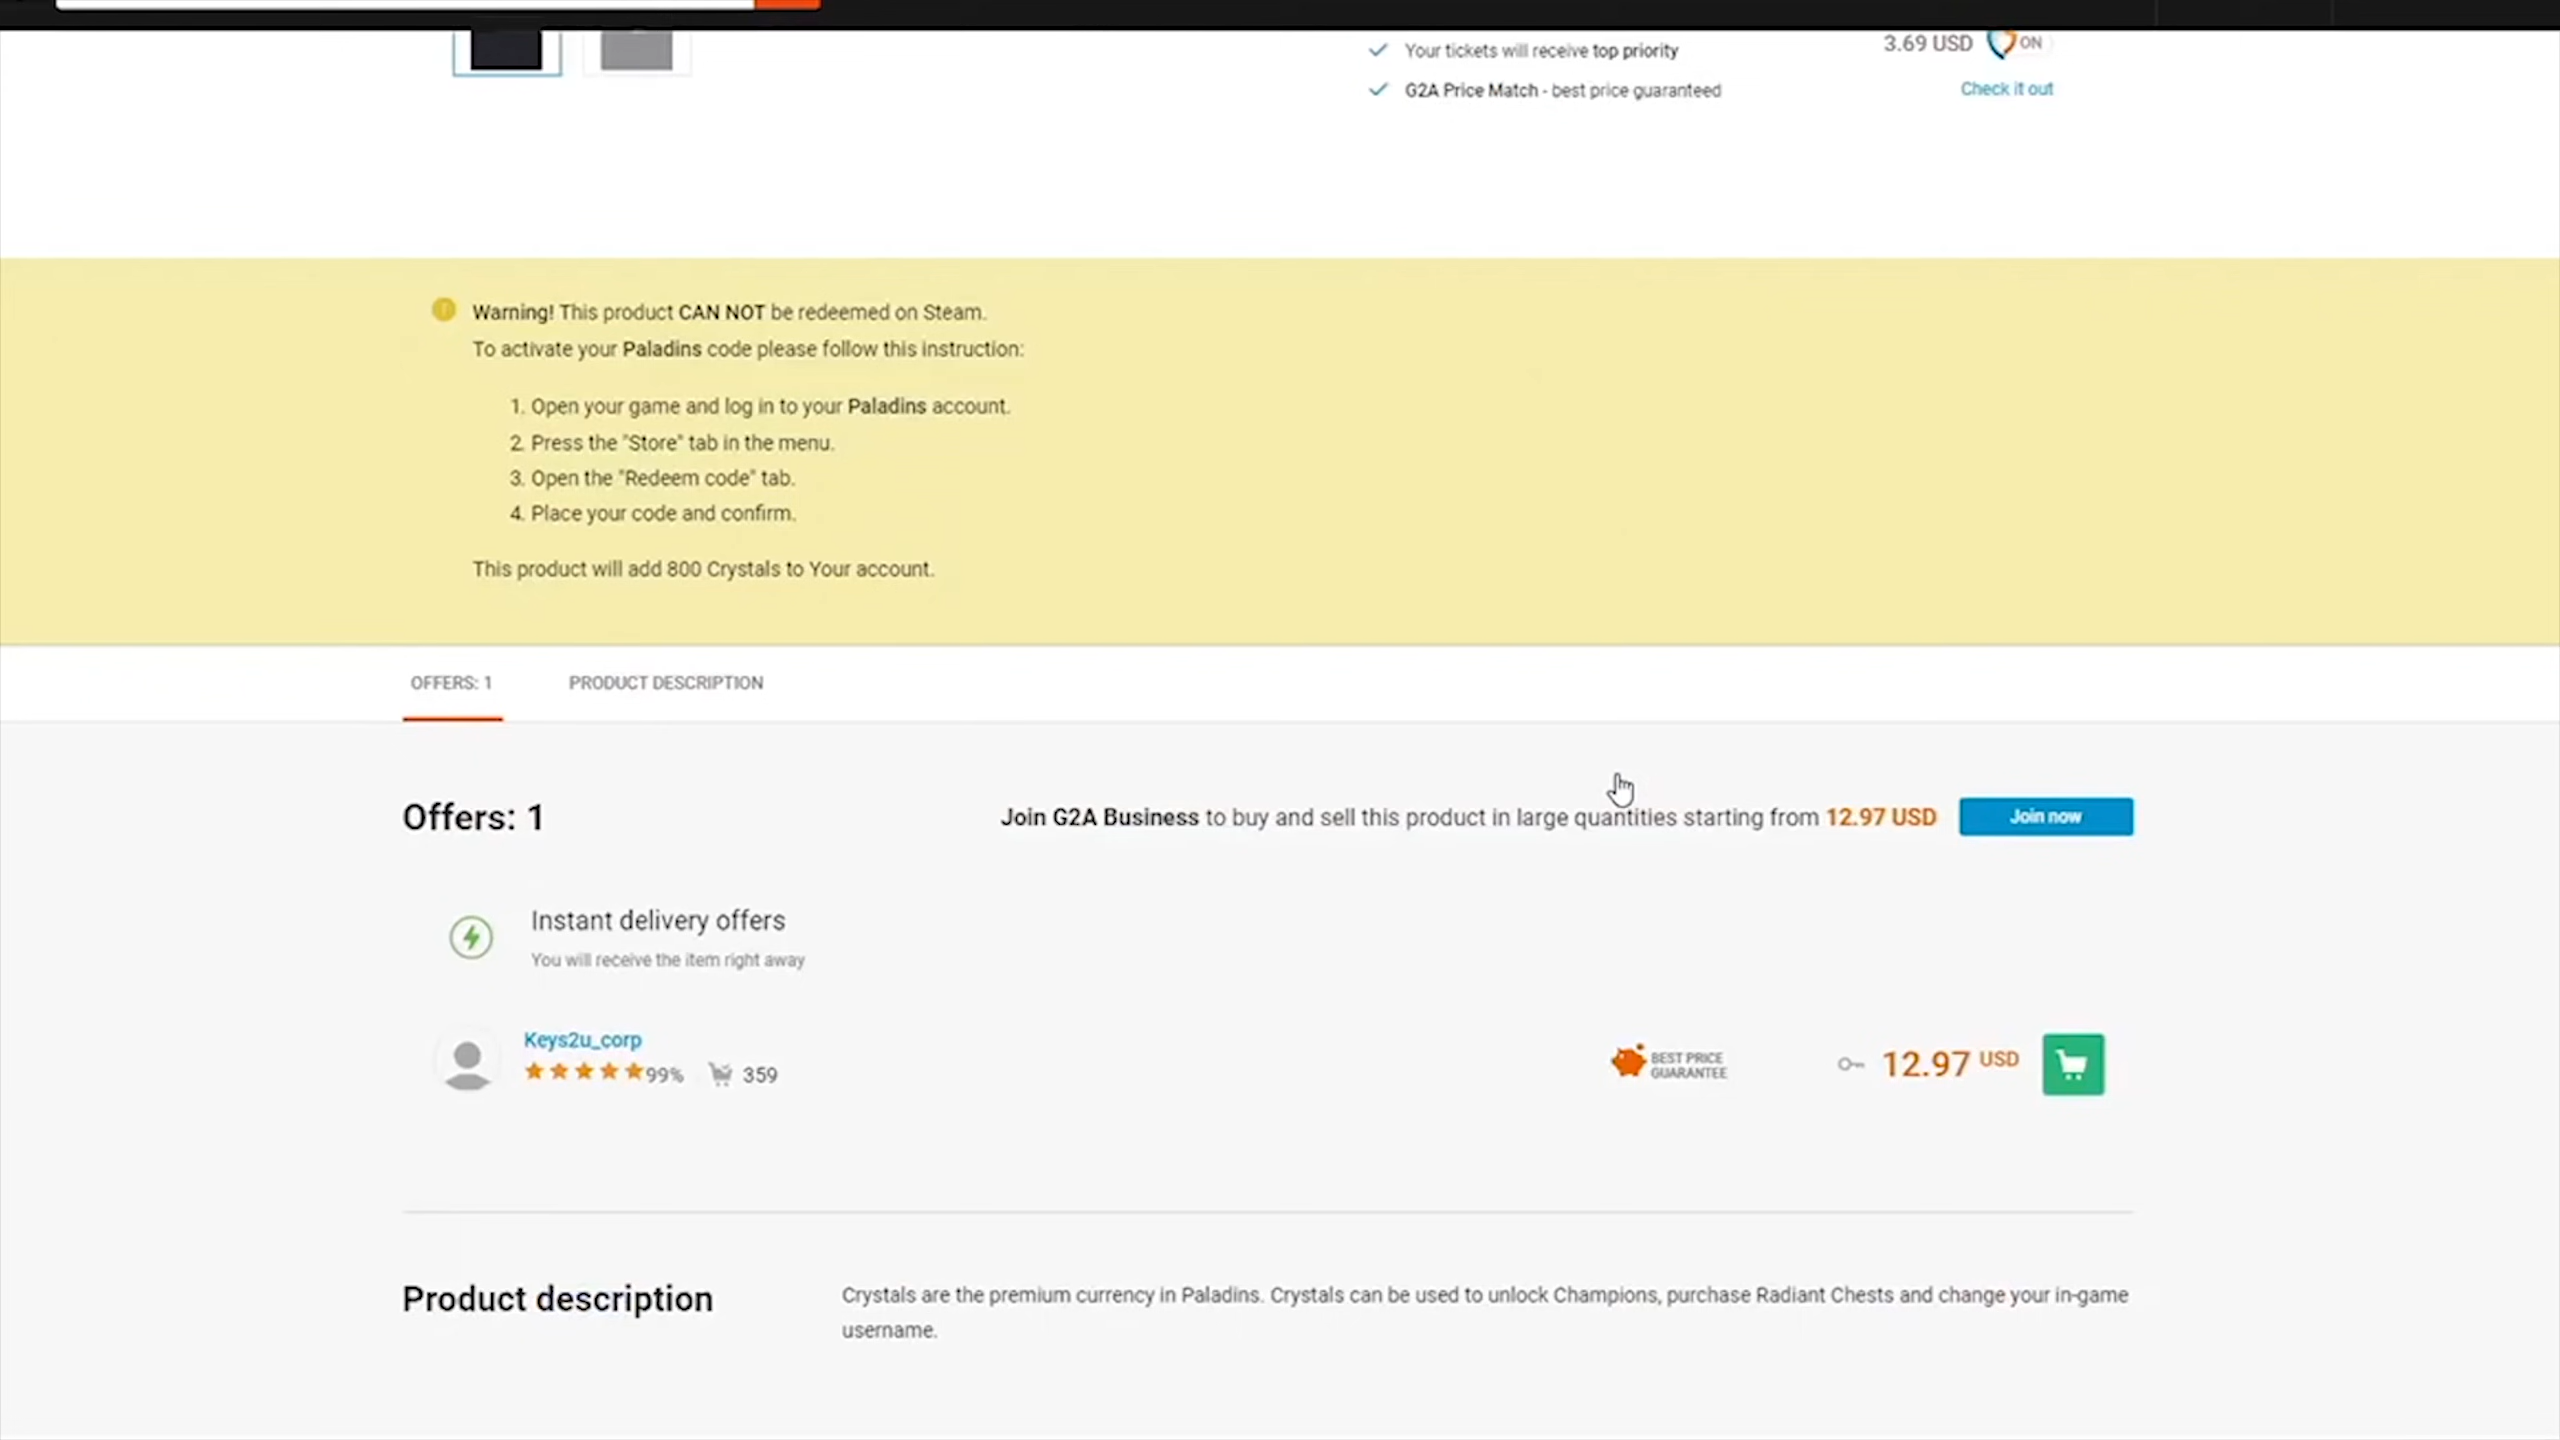 Your tickets will receive top priority
3.69 USD ON
G2A Price Match - best price guaranteed
Check it out
Warning! This product CAN NOT be redeemed on Steam.
To activate your Paladins code please follow this instruction:
1. Open your game and log in to your Paladins account.
2. Press the "Store" tab in the menu.
3. Open the "Redeem code" tab.
4. Place your code and confirm.
This product will add 800 Crystals to Your account.
OFFERS: 1 PRODUCT DESCRIPTION
Offers: 1
Join G2A Business to buy and sell this product in large quantities starting from 12.97 USD
Join now
Instant delivery offers
You will receive the item right away
Keys2u_corp
99% 359
BEST PRICE
GUARANTEE
12.97 USD
Product description
Crystals are the premium currency in Paladins. Crystals can be used to unlock Champions, purchase Radiant Chests and change your in-game
username.